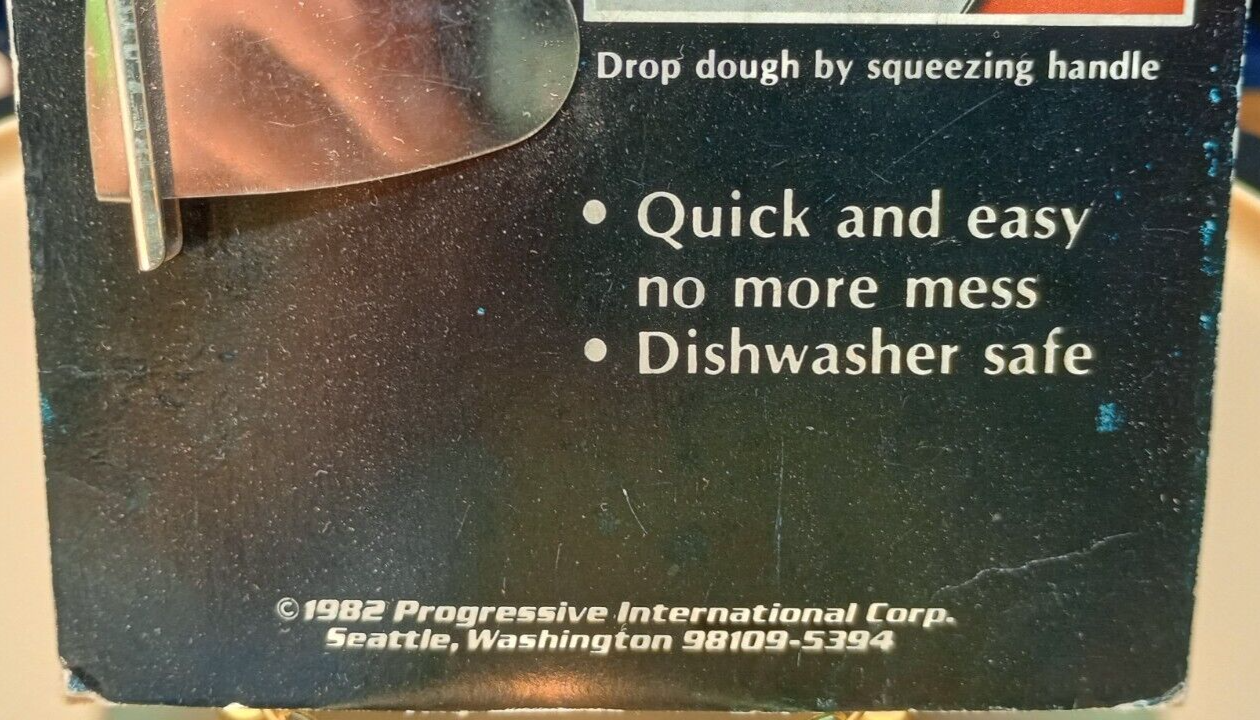 Drop dough by squeezing handle
• Quick and easy
no more mess
• Dishwasher safe
©1982 Progressive International Corp.
Seattle, Washington 98109-5394